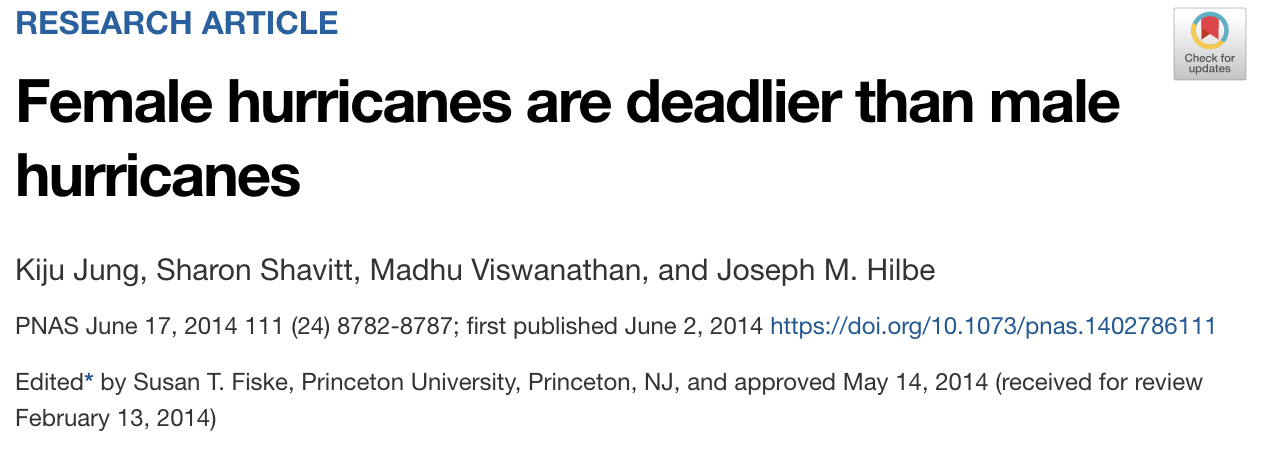 RESEARCH ARTICLE
Check for
updates
Female hurricanes are deadlier than male
hurricanes
Kiju Jung, Sharon Shavitt, Madhu Viswanathan, and Joseph M. Hilbe
PNAS June 17, 2014 111 (24) 8782-8787; first published June 2, 2014 https://doi.org/10.1073/pnas.1402786111
Edited* by Susan T. Fiske, Princeton University, Princeton, NJ, and approved May 14, 2014 (received for review
February 13, 2014)